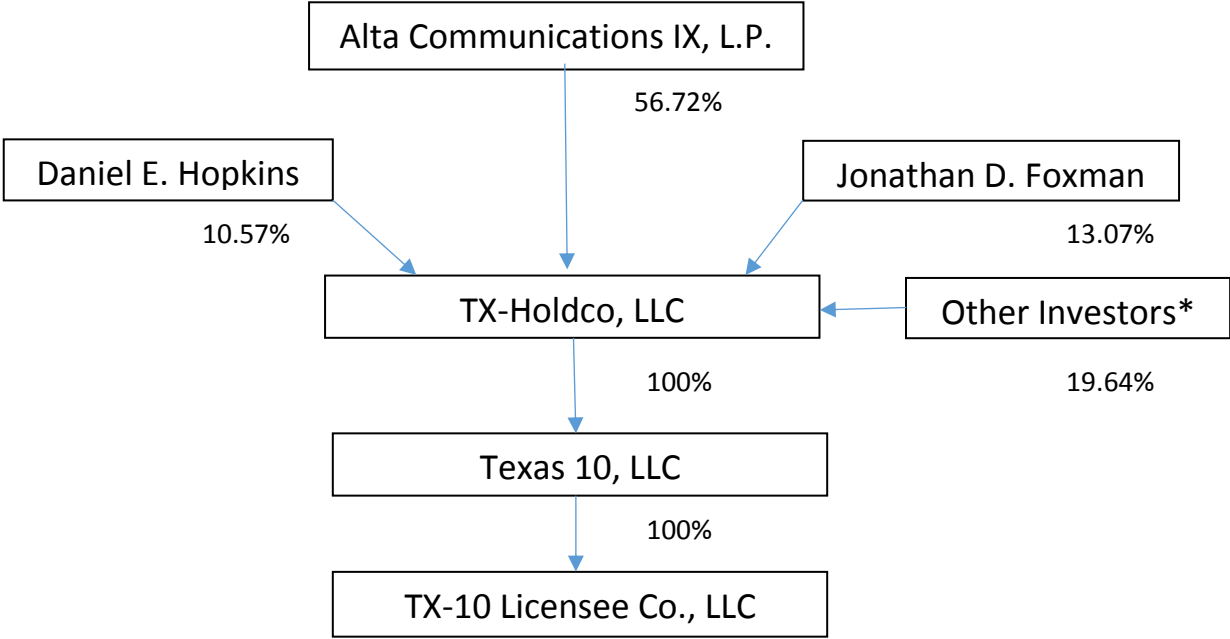 Alta Communications IX, L.P.
56.72%
Daniel E. Hopkins
Jonathan D. Foxman
10.57%
13.07%
TX-Holdco, LLC
Other Investors*
100%
19.64%
Texas 10, LLC
100%
TX-10 Licensee Co., LLC